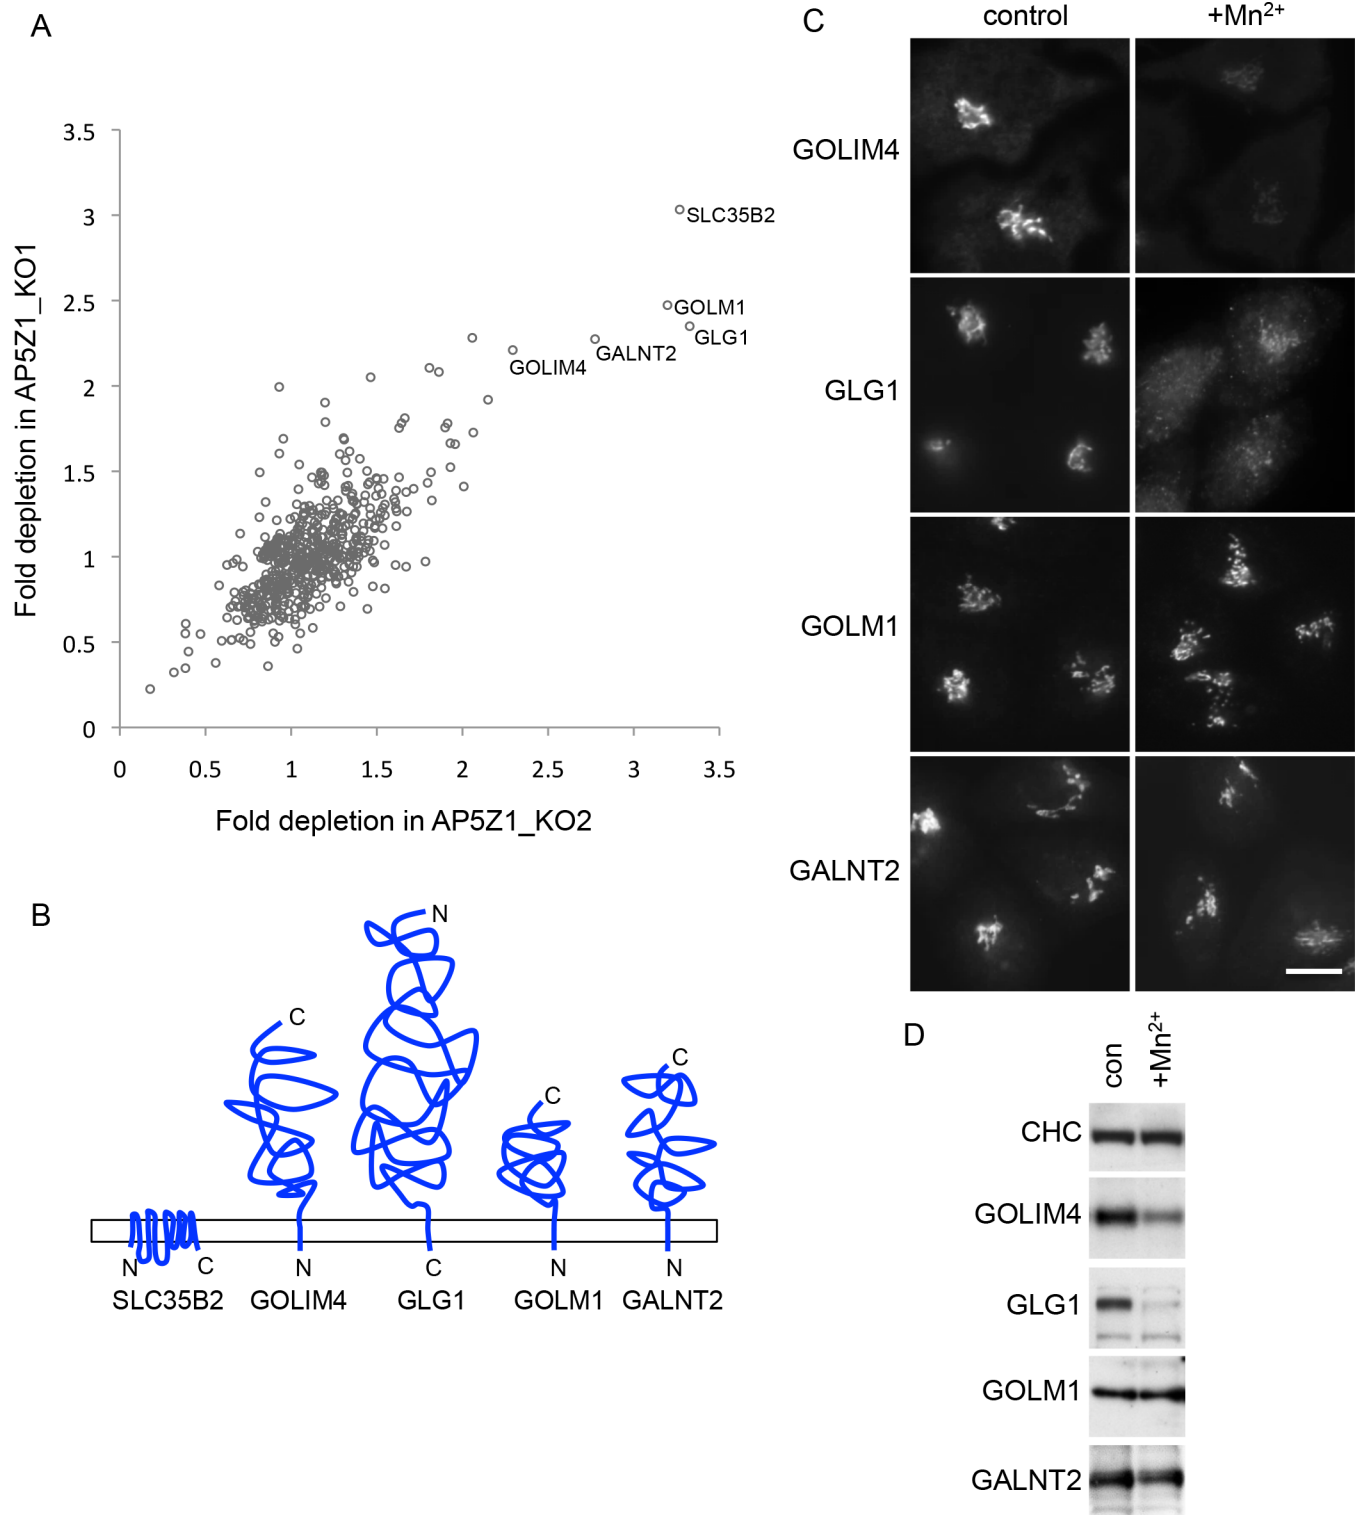 A
3.5
3
2.5
2
1.5
1
0.5
0
0 0.5 1 1.5 2 2.5 3 3.5
Fold depletion in AP5Z1_KO1
Fold depletion in AP5Z1_KO2
SLC35B2
GOLM1
GLG1
GALNT2
GOLIM4
B
N
C
C
C
N C N C N N
SLC35B2 GOLIM4 GLG1 GOLM1 GALNT2
C
control +Mn²⁺
GOLIM4
GLG1
GOLM1
GALNT2
D
con +Mn²⁺
CHC
GOLIM4
GLG1
GOLM1
GALNT2